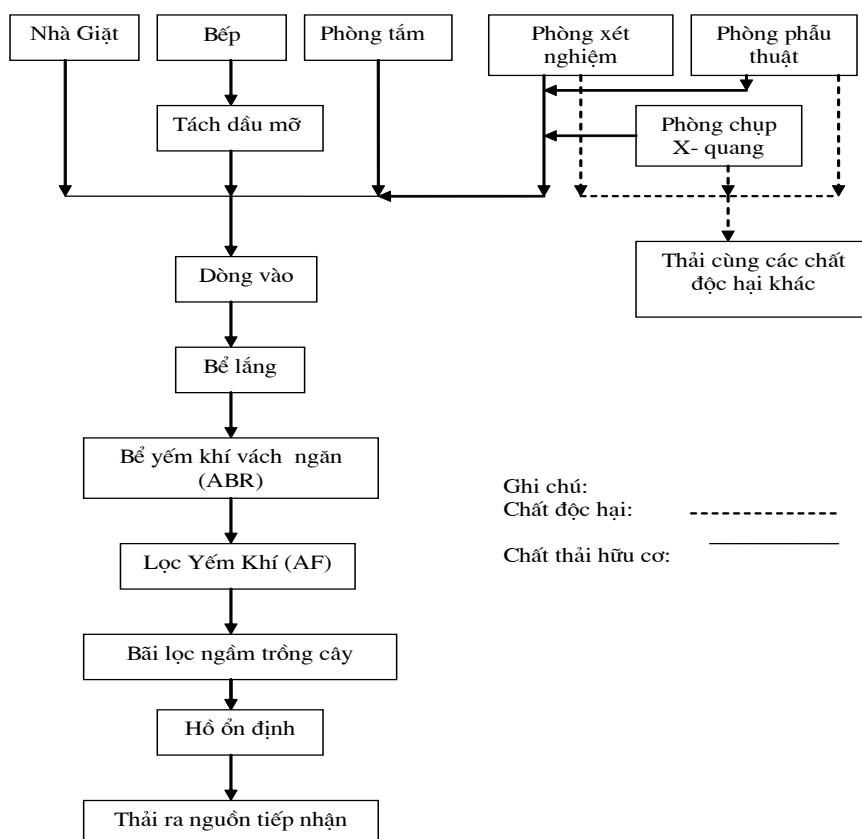 Nhà Giặt
Bếp
Phòng tắm
Phòng xét
nghiệm
Phòng phẫu
thuật
Tách dầu mỡ
Phòng chụp
X- quang
Dòng vào
Thải cùng các chất
độc hại khác
Bể lắng
Bể yếm khí vách ngăn
(ABR)
Ghi chú:
Chất độc hại:
Chất thải hữu cơ:
Lọc Yếm Khí (AF)
Bãi lọc ngầm trồng cây
Hồ ổn định
Thải ra nguồn tiếp nhận